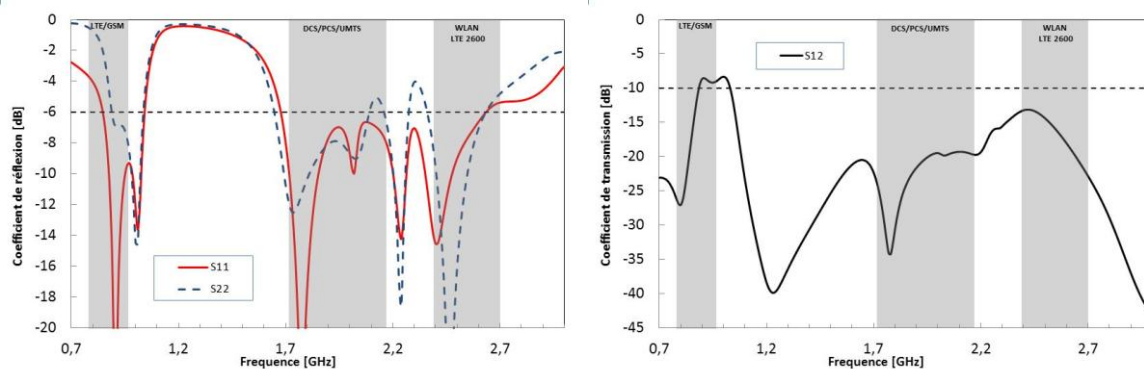 LTE/GSM
DCS/PCS/UMTS
WLAN
LTE 2600
0
-2
-4
-6
-8
-10
-12
-14
-16
-18
-20
Coefficient de réflexion [dB]
S11
S22
0,7
1,2
1,7
2,2
2,7
Frequence [GHz]
LTE/GSM
DCS/PCS/UMTS
WLAN
LTE 2600
S12
0
-5
-10
-15
-20
-25
-30
-35
-40
-45
Coefficient de transmission [dB]
0,7
1,2
1,7
2,2
2,7
Frequence [GHz]